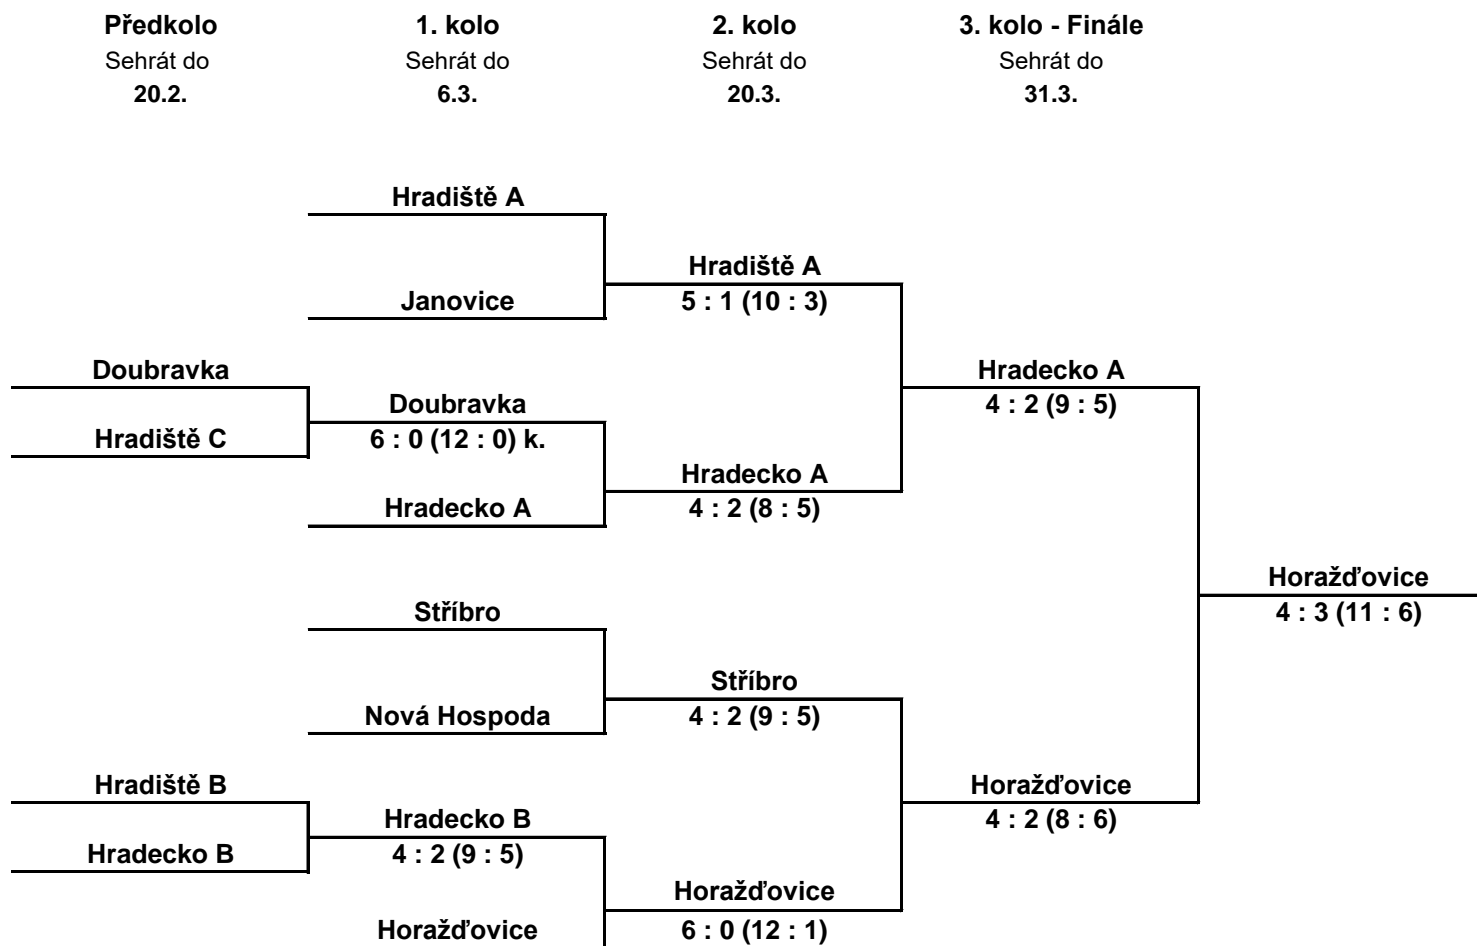 Předkolo 1. kolo 2. kolo 3. kolo - Finále
Sehrát do Sehrát do Sehrát do Sehrát do
20.2. 6.3. 20.3. 31.3.
Hradiště A
Hradiště A
Janovice 5 : 1 (10 : 3)
Doubravka Hradecko A
Doubravka 4 : 2 (9 : 5)
Hradiště C 6 : 0 (12 : 0) k.
Hradecko A
Hradecko A 4 : 2 (8 : 5)
Horažďovice
Stříbro 4 : 3 (11 : 6)
Stříbro
Nová Hospoda 4 : 2 (9 : 5)
Hradiště B Horažďovice
Hradecko B 4 : 2 (8 : 6)
Hradecko B 4 : 2 (9 : 5)
Horažďovice
Horažďovice 6 : 0 (12 : 1)